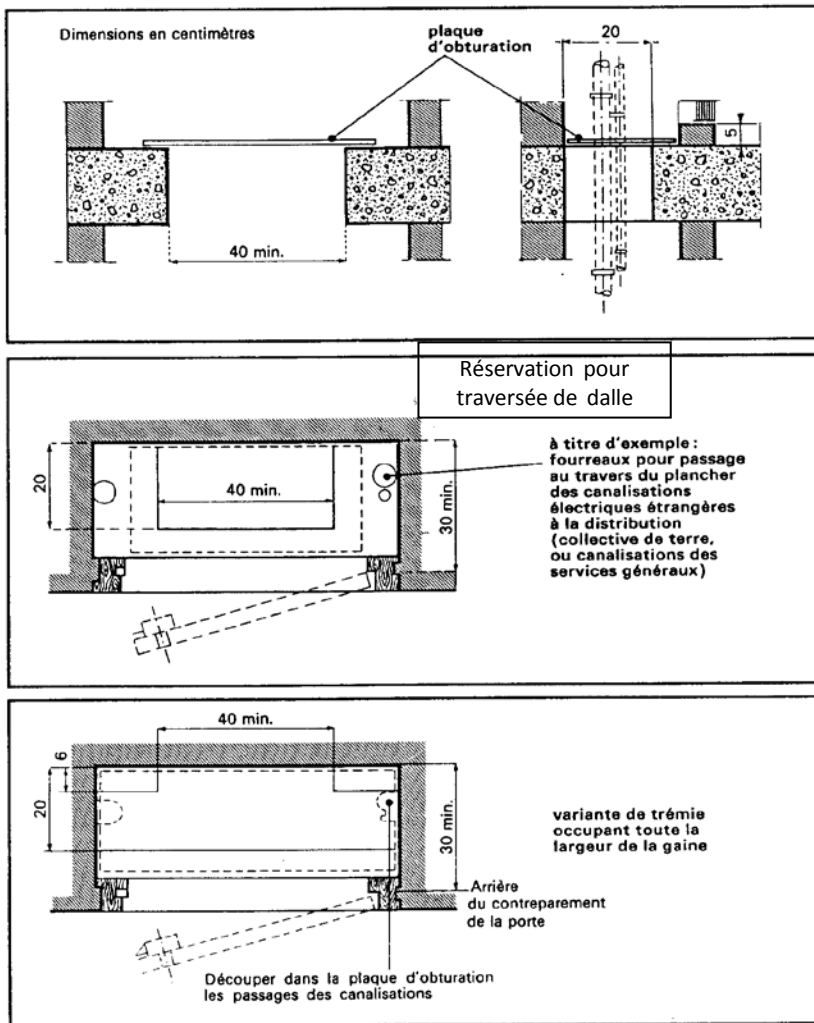 Dimensions en centimètres
plaque
d'obturation
20
5
40 min.
Réservation pour
traversée de dalle
20
40 min.
30 min.
à titre d'exemple :
fourreaux pour passage
au travers du plancher
des canalisations
électriques étrangères
à la distribution
(collective de terre,
ou canalisations des
services généraux)
40 min.
6
20
30 min.
variante de trémie
occupant toute la
largeur de la gaine
Arrière
du contreparement
de la porte
Découper dans la plaque d'obturation
les passages des canalisations